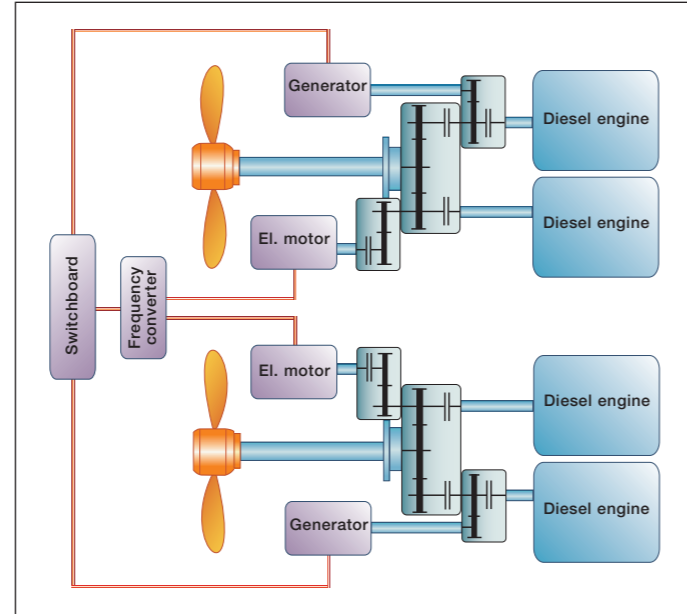 Generator
Diesel engine
Diesel engine
El. motor
Switchboard
Frequency
converter
El. motor
Diesel engine
Diesel engine
Generator